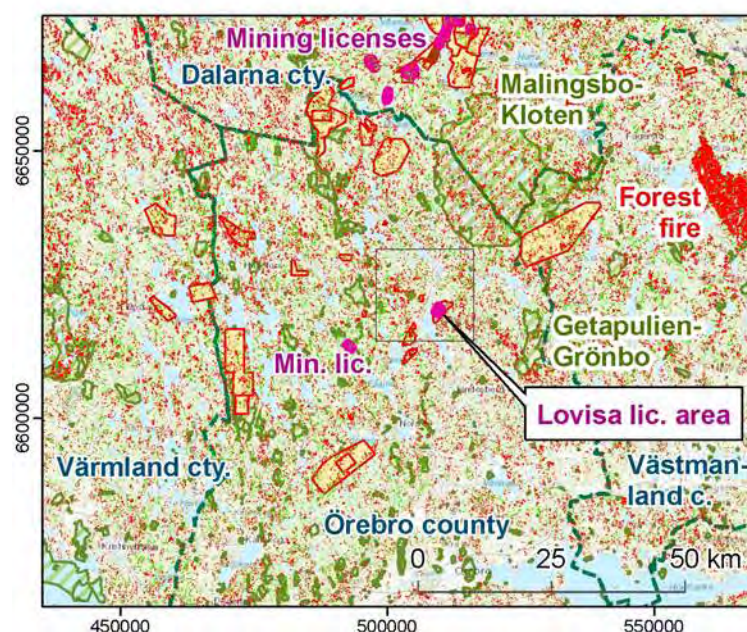 Mining licenses
Dalarna cty.
Malingsbo-
Kloten
6650000
Forest
fire
Getapulien-
Grönbo
Min. lic.
Lovisa lic. area
6600000
Värmland cty.
Västman-
land c.
Örebro county
0 25 50 km
450000 500000 550000